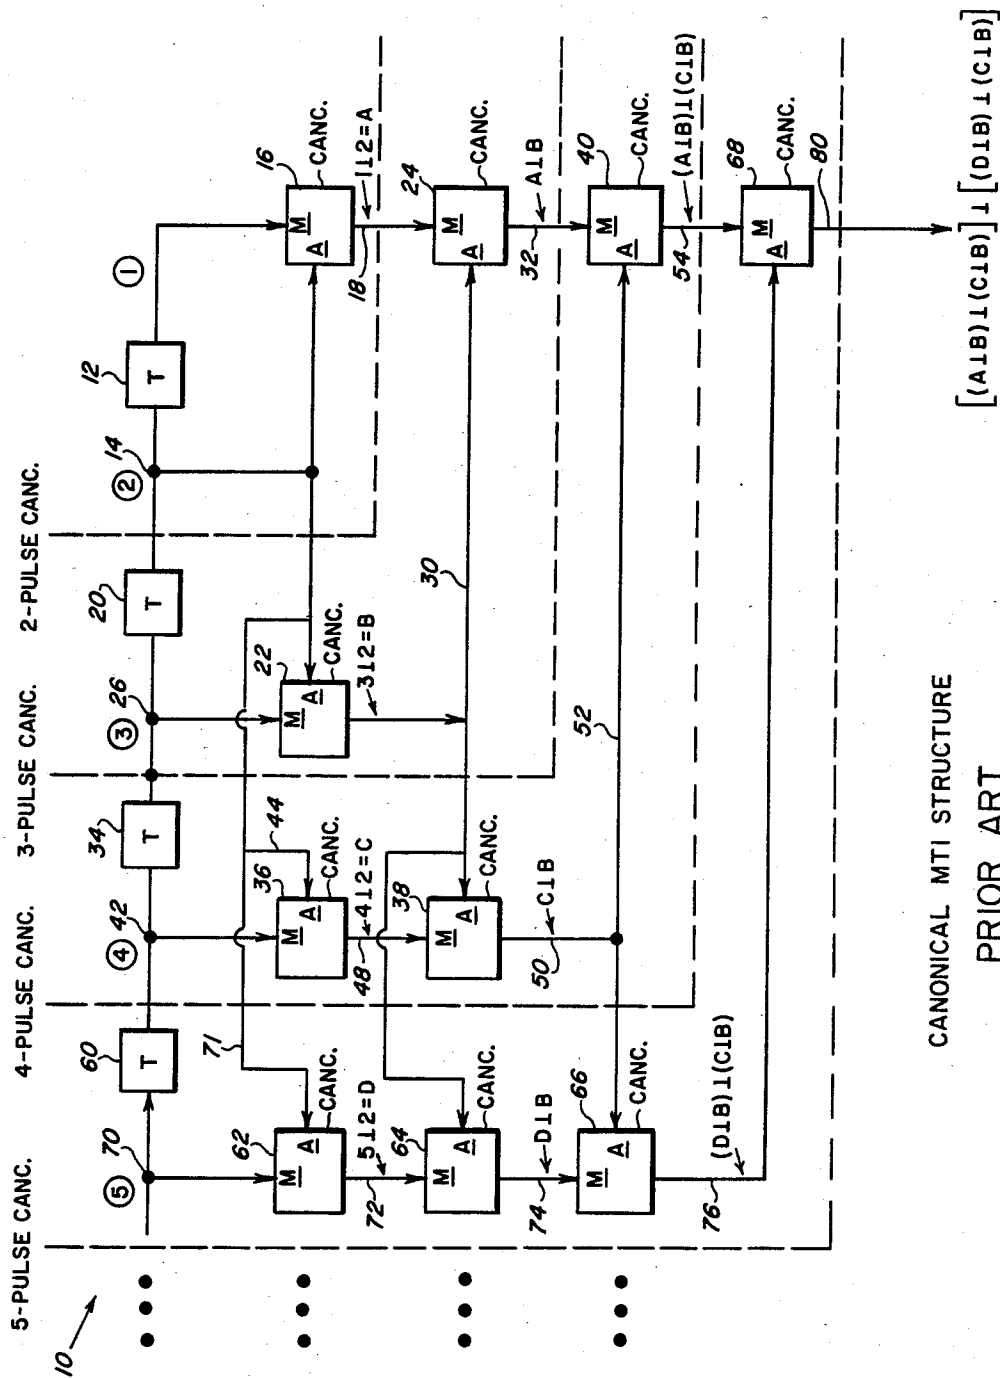 10
5-PULSE CANC.
4-PULSE CANC.
3-PULSE CANC.
2-PULSE CANC.
5
70
60
T
4
42
34
T
3
26
20
T
2
14
12
T
1
71
62
M
A
CANC.
36
M
A
CANC.
44
22
M
A
CANC.
16
M
A
CANC.
72
5⊥2=D
48
4⊥2=C
3⊥2=B
18
1⊥2=A
64
M
A
CANC.
38
M
A
CANC.
30
24
M
A
CANC.
74
D⊥B
50
C⊥B
32
A⊥B
66
M
A
CANC.
52
40
M
A
CANC.
76
(D⊥B)⊥(C⊥B)
54
(A⊥B)⊥(C⊥B)
68
M
A
CANC.
80
[(A⊥B)⊥(C⊥B)]⊥[(D⊥B)⊥(C⊥B)]
CANONICAL MTI STRUCTURE
PRIOR ART